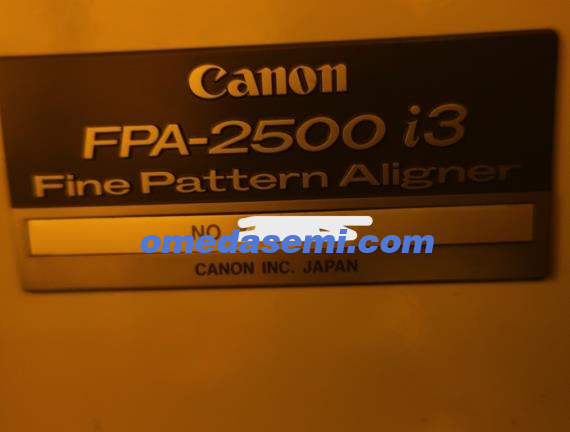 Canon
FPA-2500 i3
Fine Pattern Aligner
NO
omedasemi.com
CANON INC. JAPAN